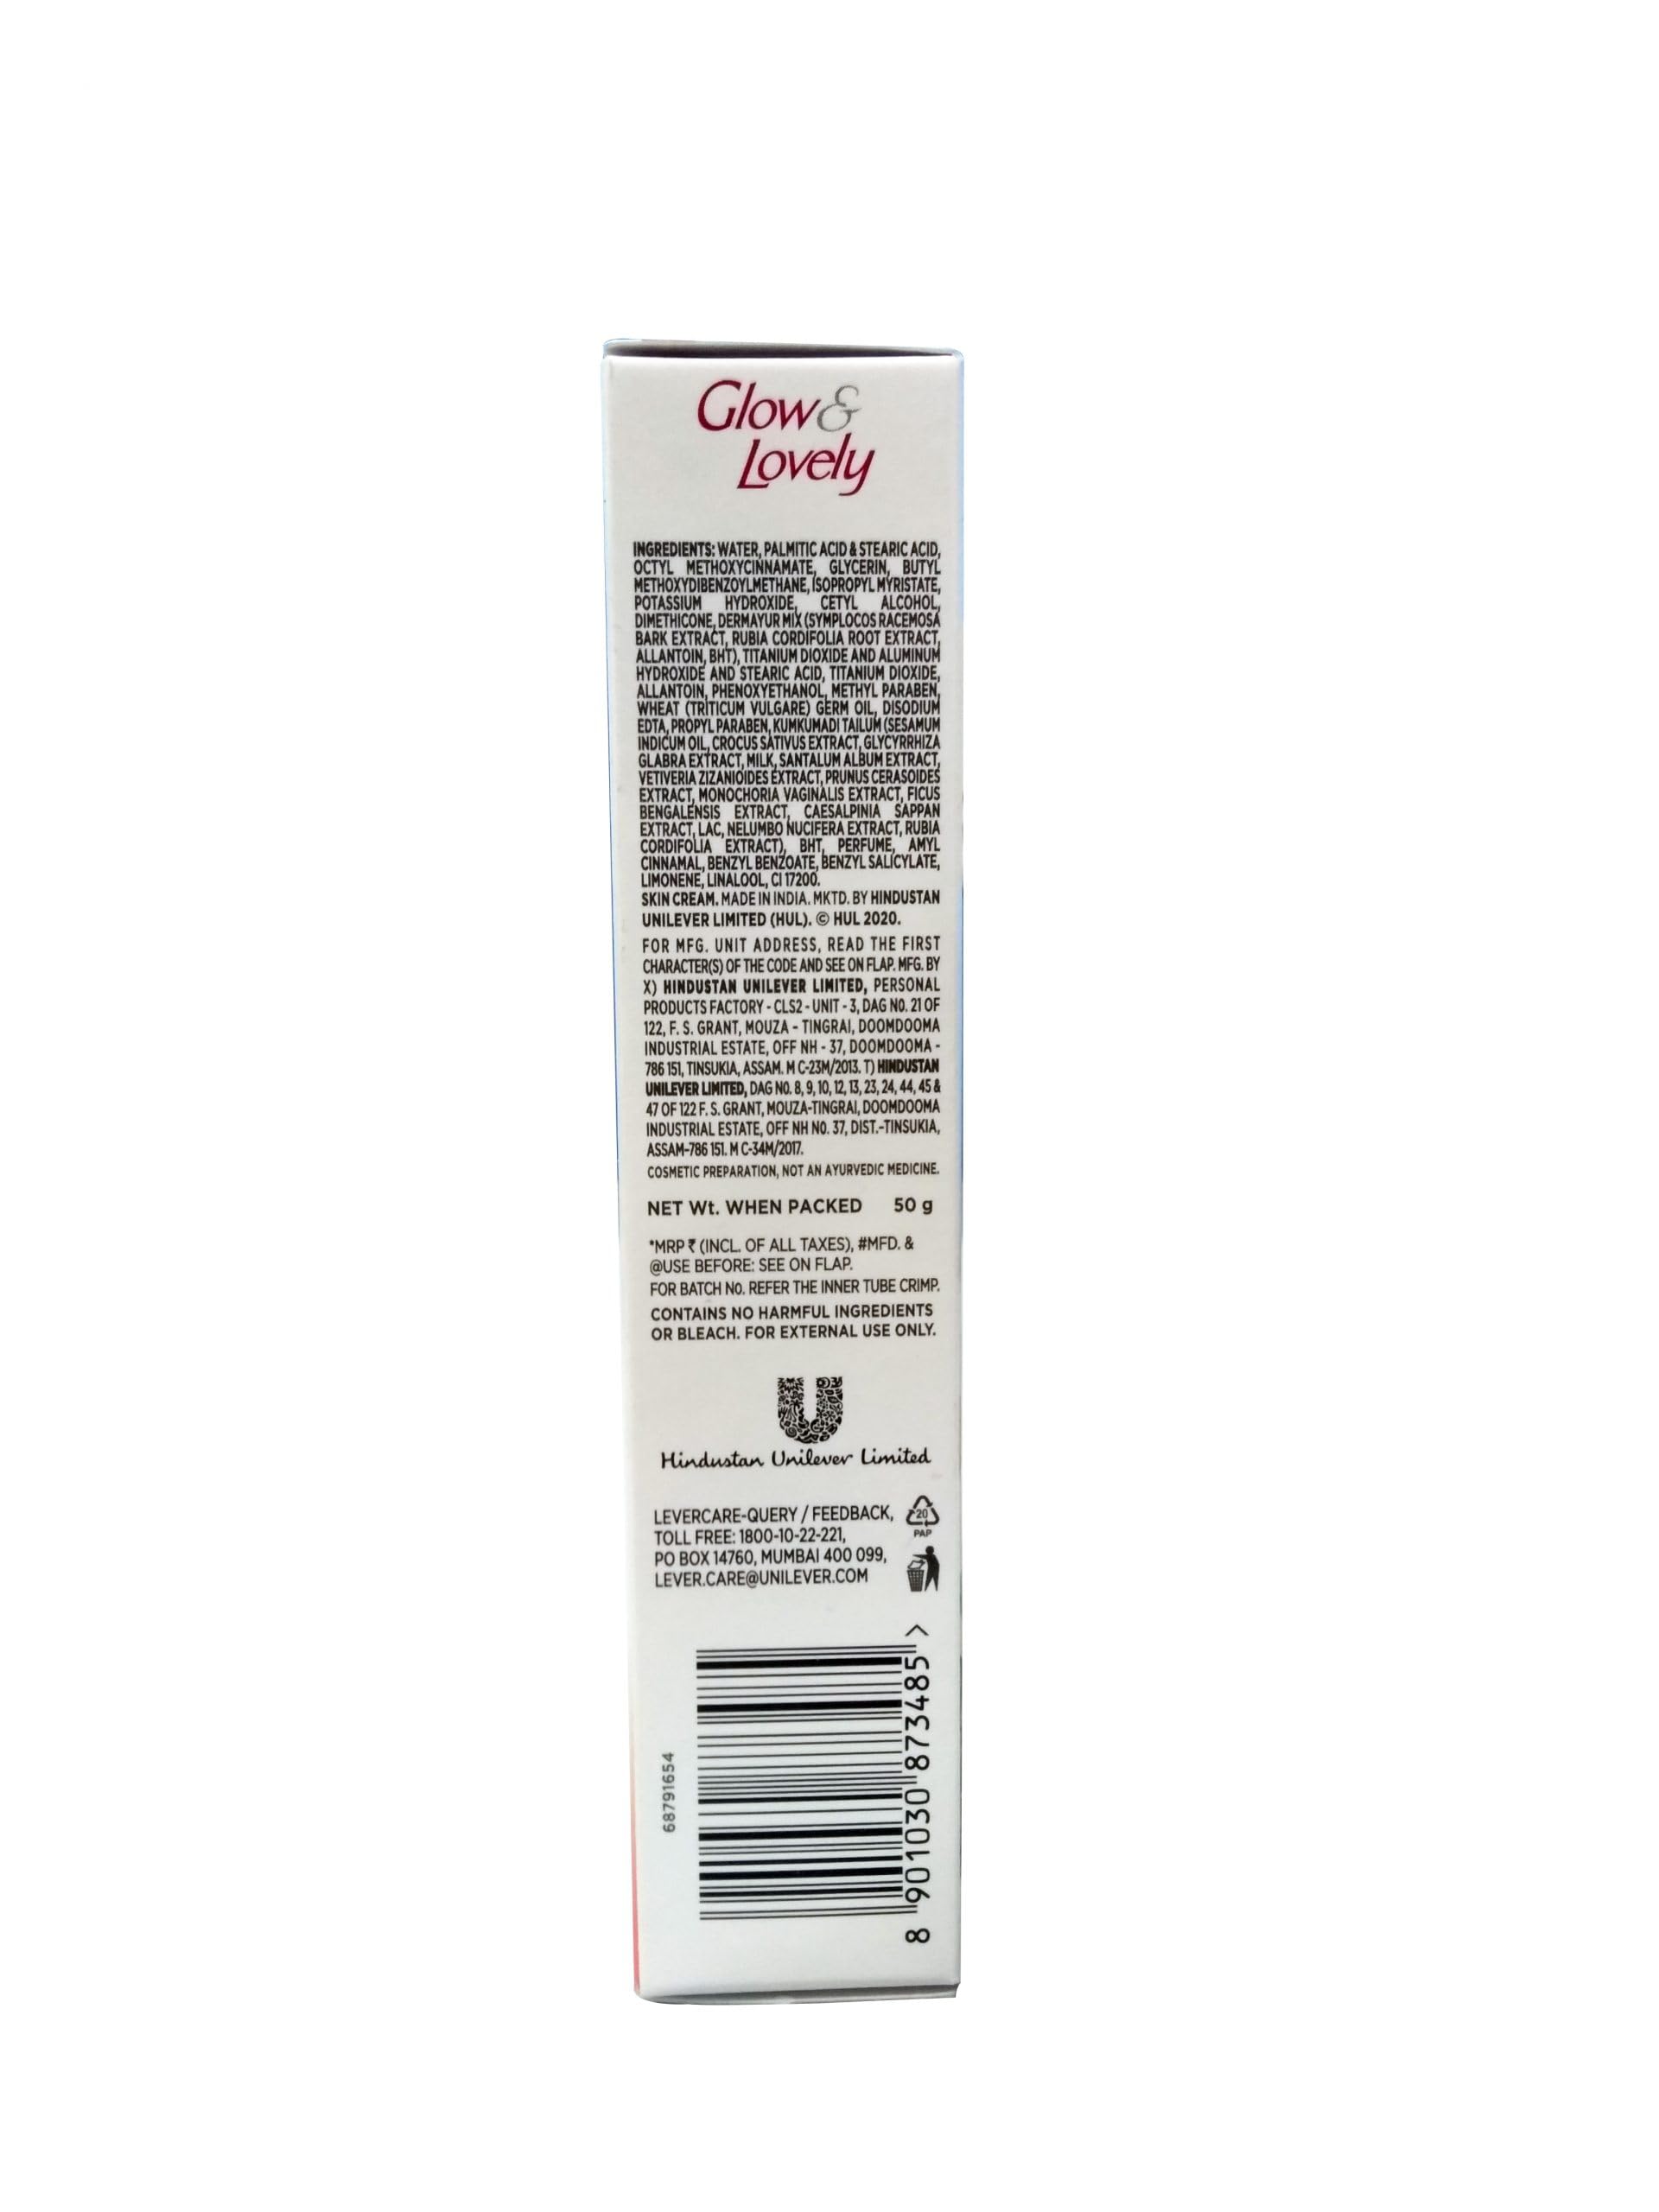 Glow &
Lovely
INGREDIENTS: WATER, PALMITIC ACID & STEARIC ACID,
OCTYL METHOXYCINNAMATE, GLYCERIN, BUTYL
METHOXYDIBENZOYLMETHANE, ISOPROPYL MYRISTATE,
POTASSIUM HYDROXIDE, CETYL ALCOHOL,
DIMETHICONE, DERMAYUR MIX (SYMPLOCOS RACEMOSA
BARK EXTRACT, RUBIA CORDIFOLIA ROOT EXTRACT,
ALLANTOIN, BHT), TITANIUM DIOXIDE AND ALUMINUM
HYDROXIDE AND STEARIC ACID, TITANIUM DIOXIDE,
ALLANTOIN, PHENOXYETHANOL, METHYL PARABEN,
WHEAT (TRITICUM VULGARE) GERM OIL, DISODIUM
EDTA, PROPYL PARABEN, KUMKUMADI TAILUM (SESAMUM
INDICUM OIL, CROCUS SATIVUS EXTRACT, GLYCYRRHIZA
GLABRA EXTRACT, MILK, SANTALUM ALBUM EXTRACT,
VETIVERIA ZIZANIOIDES EXTRACT, PRUNUS CERASOIDES
EXTRACT, MONOCHORIA VAGINALIS EXTRACT, FICUS
BENGALENSIS EXTRACT, CAESALPINIA SAPPAN
EXTRACT, LAC, NELUMBO NUCIFERA EXTRACT, RUBIA
CORDIFOLIA EXTRACT), BHT, PERFUME, AMYL
CINNAMAL, BENZYL BENZOATE, BENZYL SALICYLATE,
LIMONENE, LINALOOL, CI 17200.
SKIN CREAM. MADE IN INDIA. MKTD. BY HINDUSTAN
UNILEVER LIMITED (HUL). © HUL 2020.
FOR MFG. UNIT ADDRESS, READ THE FIRST
CHARACTER(S) OF THE CODE AND SEE ON FLAP. MFG. BY
X) HINDUSTAN UNILEVER LIMITED, PERSONAL
PRODUCTS FACTORY - CLS2 - UNIT - 3, DAG NO. 21 OF
122, F. S. GRANT, MOUZA - TINGRAI, DOOMDOOMA
INDUSTRIAL ESTATE, OFF NH - 37, DOOMDOOMA -
786 151, TINSUKIA, ASSAM. M C-23M/2013. T) HINDUSTAN
UNILEVER LIMITED, DAG NO. 8, 9, 10, 12, 13, 23, 24, 44, 45 &
47 OF 122 F. S. GRANT, MOUZA-TINGRAI, DOOMDOOMA
INDUSTRIAL ESTATE, OFF NH NO. 37, DIST.-TINSUKIA,
ASSAM-786 151. M C-34M/2017.
COSMETIC PREPARATION, NOT AN AYURVEDIC MEDICINE.
NET Wt. WHEN PACKED 50 g
*MRP ₹ (INCL. OF ALL TAXES), #MFD. &
@USE BEFORE: SEE ON FLAP.
FOR BATCH NO. REFER THE INNER TUBE CRIMP.
CONTAINS NO HARMFUL INGREDIENTS
OR BLEACH. FOR EXTERNAL USE ONLY.
Hindustan Unilever Limited
LEVERCARE-QUERY / FEEDBACK,
TOLL FREE: 1800-10-22-221,
PO BOX 14760, MUMBAI 400 099,
LEVER.CARE@UNILEVER.COM
20
PAP
68791654
8 901030 873485 >